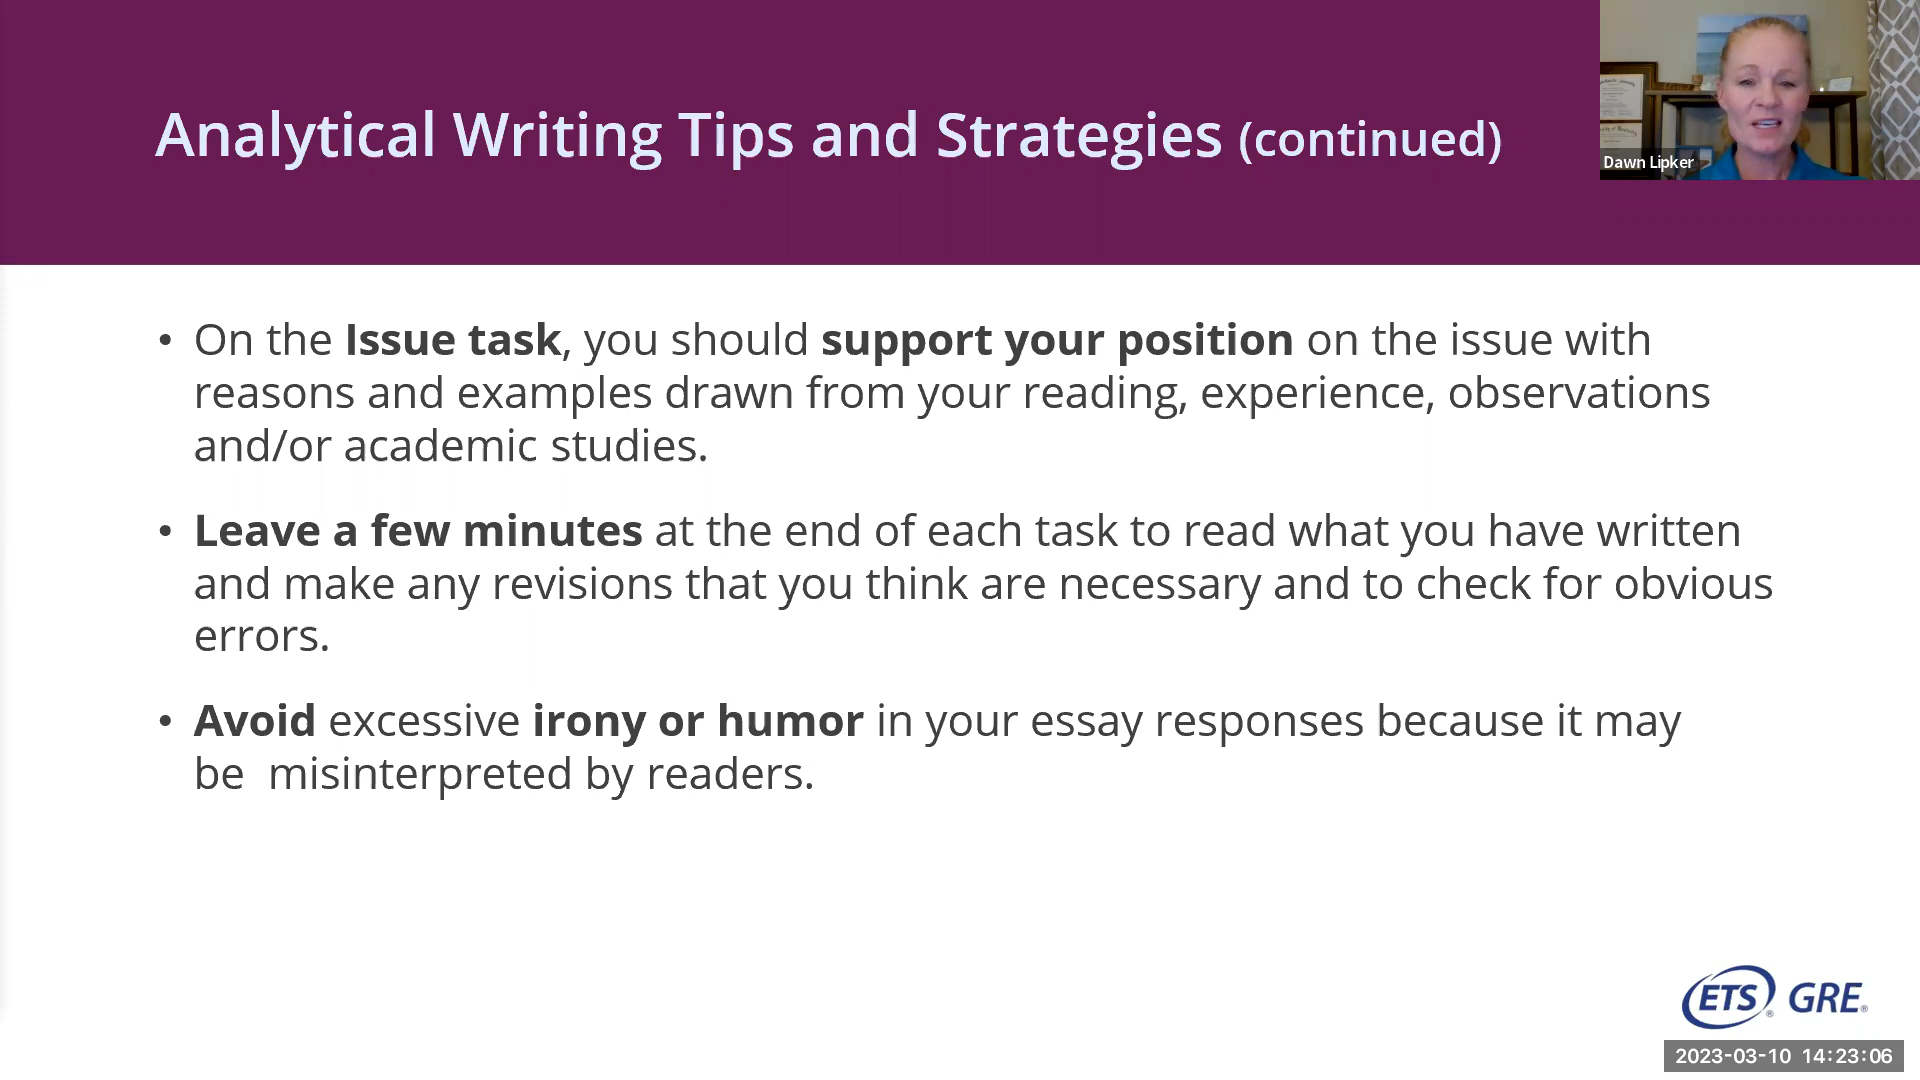 Analytical Writing Tips and Strategies (continued)
Dawn Lipker
• On the Issue task, you should support your position on the issue with
reasons and examples drawn from your reading, experience, observations
and/or academic studies.
• Leave a few minutes at the end of each task to read what you have written
and make any revisions that you think are necessary and to check for obvious
errors.
• Avoid excessive irony or humor in your essay responses because it may
be  misinterpreted by readers.
ETS® GRE®
2023-03-10 14:23:06